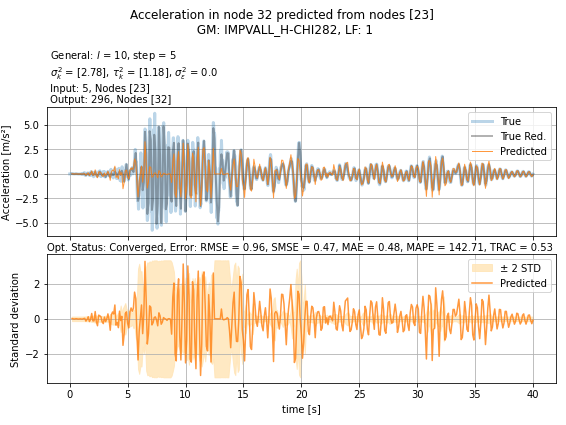 Acceleration in node 32 predicted from nodes [23]
GM: IMPVALL_H-CHI282, LF: 1
General: l = 10, step = 5
σ²ₖ = [2.78], τ²ₖ = [1.18], σ²ε = 0.0
Input: 5, Nodes [23]
Output: 296, Nodes [32]
Acceleration [m/s²]
5.0
2.5
0.0
−2.5
−5.0
True
True Red.
Predicted
Opt. Status: Converged, Error: RMSE = 0.96, SMSE = 0.47, MAE = 0.48, MAPE = 142.71, TRAC = 0.53
Standard deviation
2
0
−2
± 2 STD
Predicted
0 5 10 15 20 25 30 35 40
time [s]